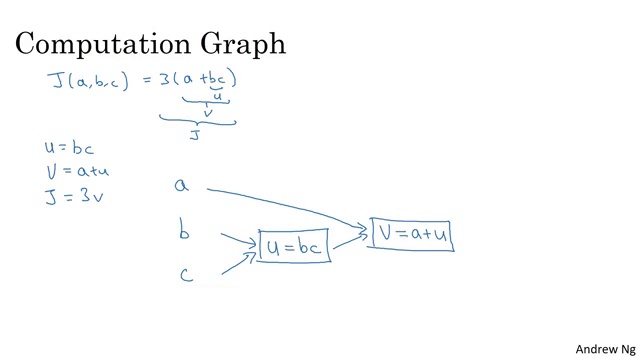 Computation Graph
J(a,b,c) = 3(a+bc)
u
v
J
u = bc
V = a+u
J = 3v
a
b
c
u = bc
V = a+u
Andrew Ng